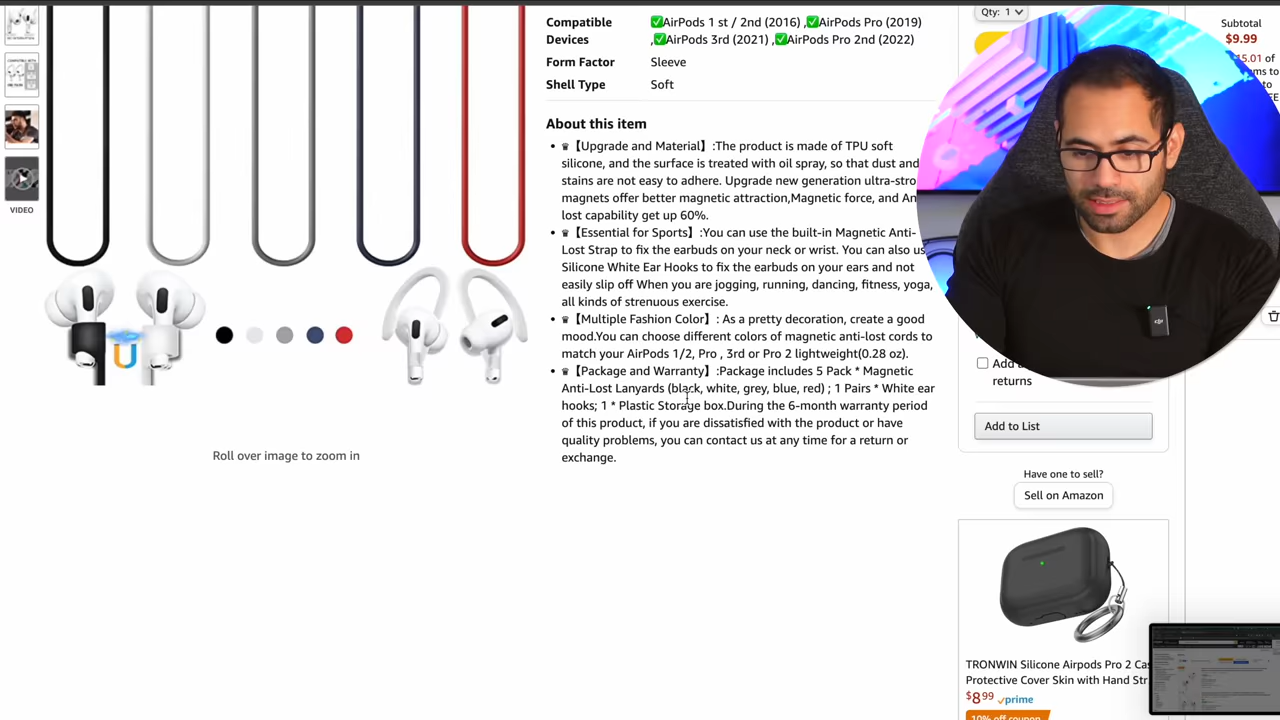 VIDEO
Roll over image to zoom in
Compatible Devices
✅AirPods 1 st / 2nd (2016) ,✅AirPods Pro (2019)
,✅AirPods 3rd (2021) ,✅AirPods Pro 2nd (2022)
Form Factor Sleeve
Shell Type Soft
About this item
• ♛【Upgrade and Material】:The product is made of TPU soft
silicone, and the surface is treated with oil spray, so that dust and
stains are not easy to adhere. Upgrade new generation ultra-stro
magnets offer better magnetic attraction,Magnetic force, and An
lost capability get up 60%.
• ♛【Essential for Sports】:You can use the built-in Magnetic Anti-
Lost Strap to fix the earbuds on your neck or wrist. You can also us
Silicone White Ear Hooks to fix the earbuds on your ears and not
easily slip off When you are jogging, running, dancing, fitness, yoga,
all kinds of strenuous exercise.
• ♛【Multiple Fashion Color】: As a pretty decoration, create a good
mood.You can choose different colors of magnetic anti-lost cords to
match your AirPods 1/2, Pro , 3rd or Pro 2 lightweight(0.28 oz).
• ♛【Package and Warranty】:Package includes 5 Pack * Magnetic
Anti-Lost Lanyards (black, white, grey, blue, red) ; 1 Pairs * White ear
hooks; 1 * Plastic Storage box.During the 6-month warranty period
of this product, if you are dissatisfied with the product or have
quality problems, you can contact us at any time for a return or
exchange.
Qty: 1
Subtotal
$9.99
15.01 of
ms to
to
EE
dji
Add
returns
Add to List
Have one to sell?
Sell on Amazon
TRONWIN Silicone Airpods Pro 2 Ca
Protective Cover Skin with Hand Str
$8 99 prime
10% off coupon